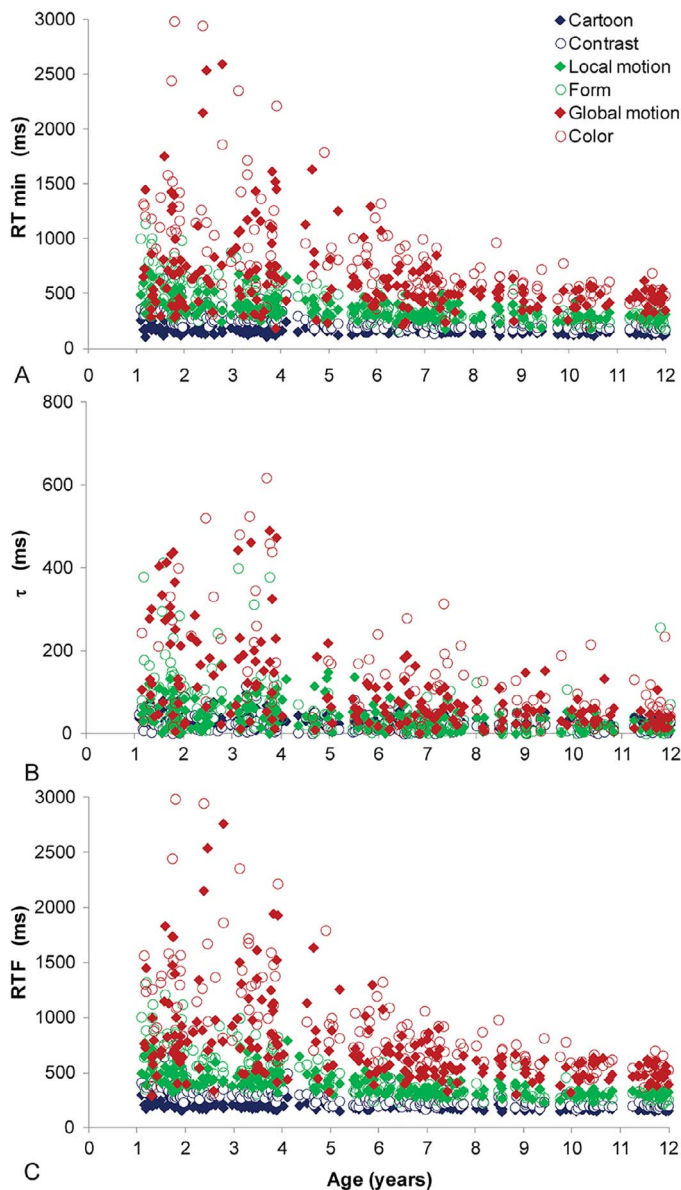 3000
2500
2000
1500
1000
500
0
RT min (ms)
Cartoon
Contrast
Local motion
Form
Global motion
Color
A
0 1 2 3 4 5 6 7 8 9 10 11 12
800
600
400
200
0
τ (ms)
B
0 1 2 3 4 5 6 7 8 9 10 11 12
3000
2500
2000
1500
1000
500
0
RTF (ms)
C
0 1 2 3 4 5 6 7 8 9 10 11 12
Age (years)